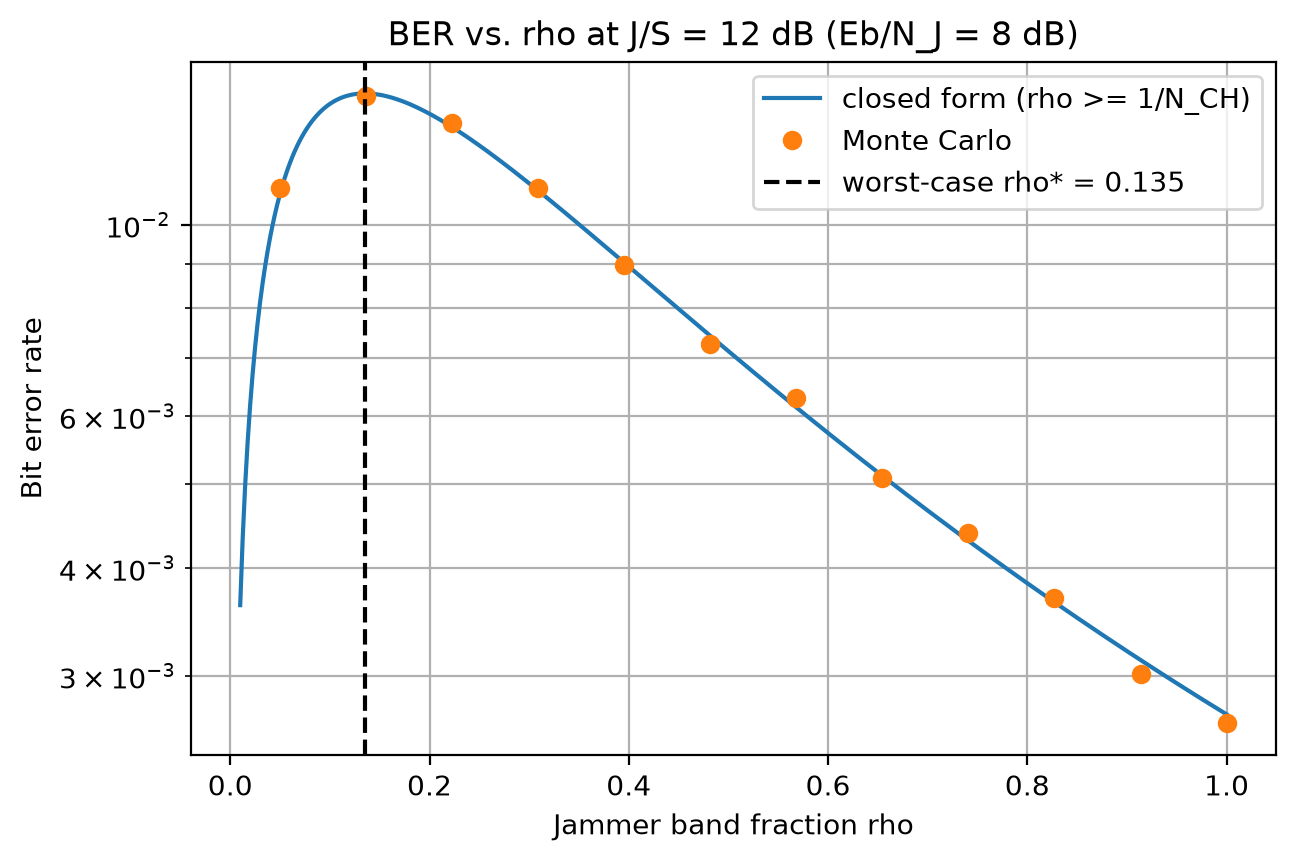 BER vs. rho at J/S = 12 dB (Eb/N_J = 8 dB)
closed form (rho >= 1/N_CH)
Monte Carlo
worst-case rho* = 0.135
Bit error rate
10⁻²
6 × 10⁻³
4 × 10⁻³
3 × 10⁻³
0.0 0.2 0.4 0.6 0.8 1.0
Jammer band fraction rho